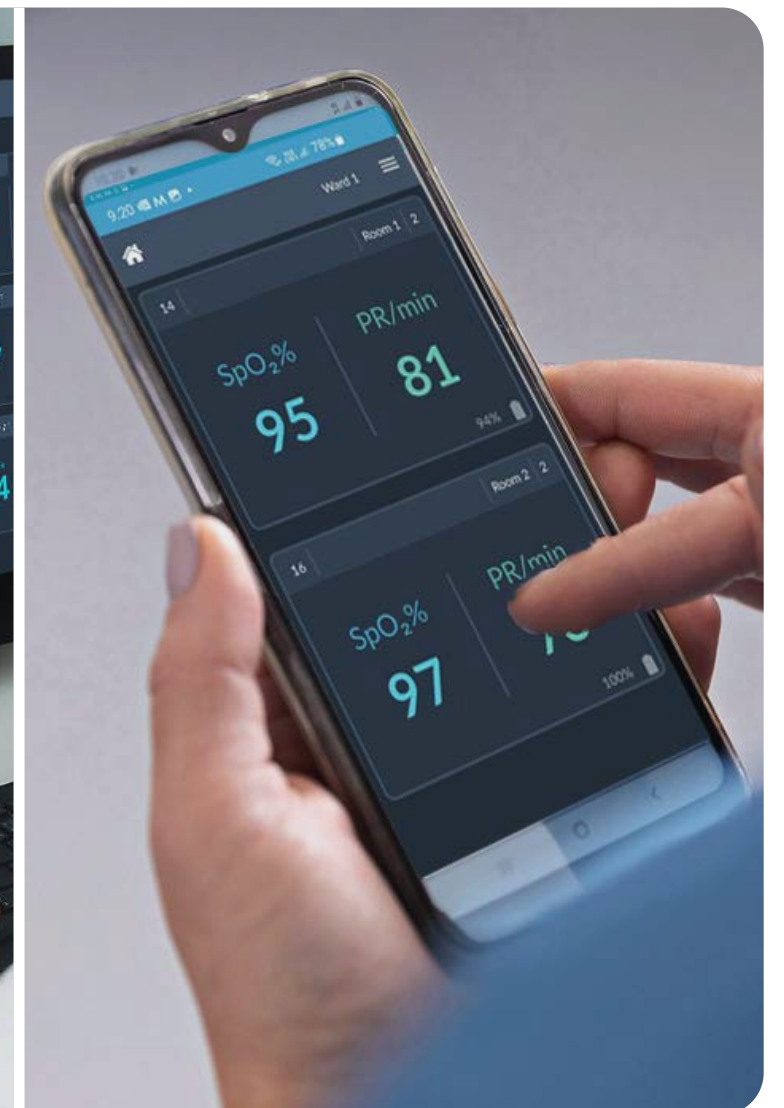 9.20 M
78%
Ward 1
14
Room 1 2
SpO₂%
PR/min
95
81
94%
16
Room 2 2
SpO₂%
PR/min
97
100%
4